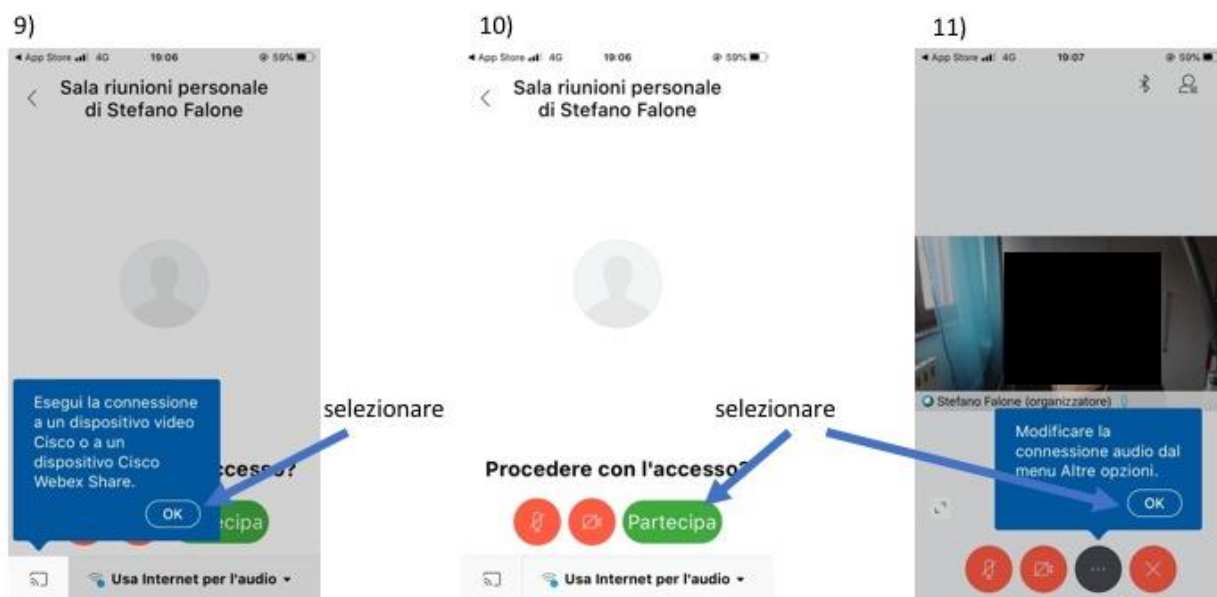 9)
App Store 4G 19:06 59%
Sala riunioni personale
di Stefano Falone
Esegui la connessione
a un dispositivo video
Cisco o a un
dispositivo Cisco
Webex Share.
OK
ccesso?
ecipa
Usa Internet per l'audio
selezionare
10)
App Store 4G 19:06 59%
Sala riunioni personale
di Stefano Falone
Procedere con l'accesso?
Partecipa
Usa Internet per l'audio
selezionare
11)
App Store 4G 19:07 59%
Stefano Falone (organizzatore)
Modificare la
connessione audio dal
menu Altre opzioni.
OK